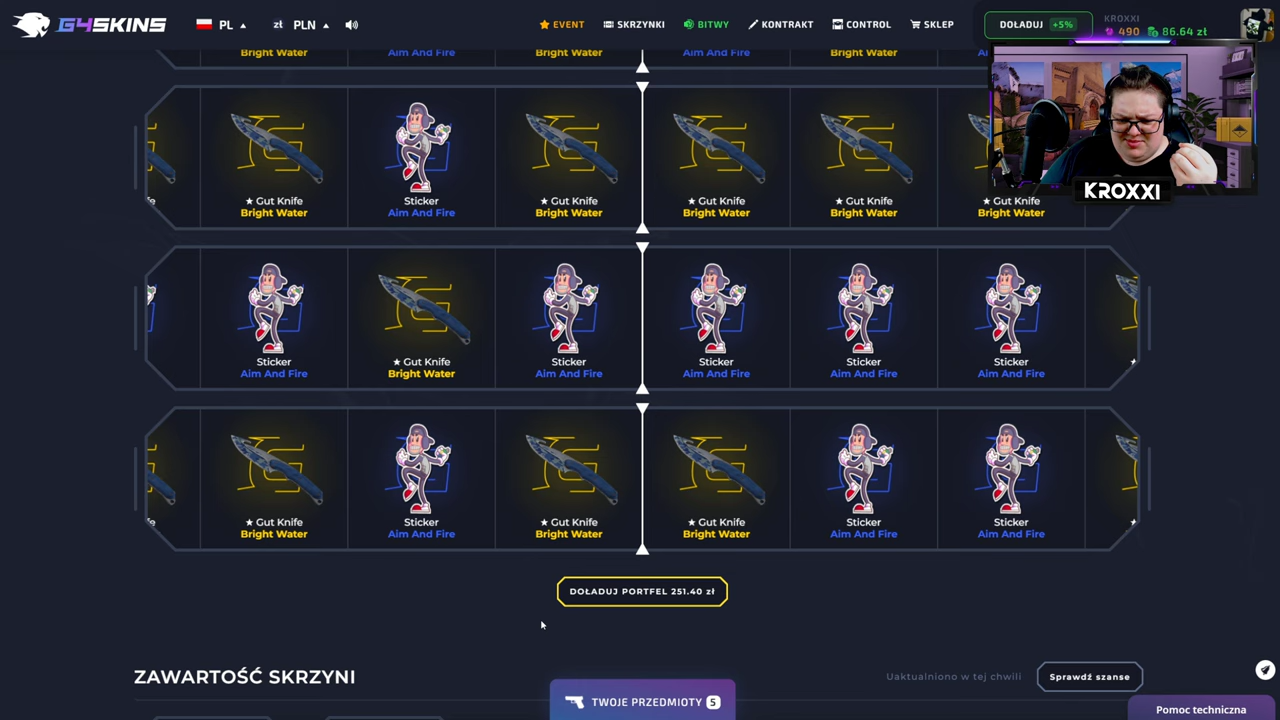 G4SKINS
PL
zł PLN
EVENT
SKRZYNKI
BITWY
KONTRAKT
CONTROL
SKLEP
DOŁADUJ +5%
KROXXI
490 86.64 zł
Bright Water
Aim And Fire
Bright Water
Bright Water
Aim And Fire
★ Gut Knife
Bright Water
Sticker
Aim And Fire
★ Gut Knife
Bright Water
★ Gut Knife
Bright Water
★ Gut Knife
Bright Water
★ Gut Knife
Bright Water
KROXXI
Sticker
Aim And Fire
★ Gut Knife
Bright Water
Sticker
Aim And Fire
Sticker
Aim And Fire
Sticker
Aim And Fire
Sticker
Aim And Fire
★ Gut Knife
Bright Water
Sticker
Aim And Fire
★ Gut Knife
Bright Water
★ Gut Knife
Bright Water
Sticker
Aim And Fire
Sticker
Aim And Fire
DOŁADUJ PORTFEL 251.40 zł
ZAWARTOŚĆ SKRZYNI
Uaktualniono w tej chwili
Sprawdź szanse
TWOJE PRZEDMIOTY 5
Pomoc techniczna